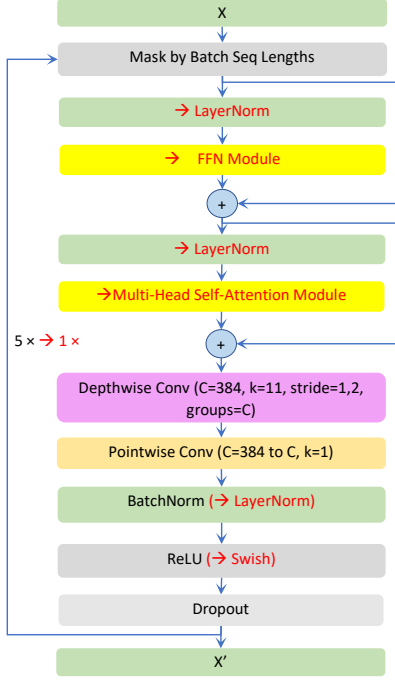 X
Mask by Batch Seq Lengths
→ LayerNorm
→ FFN Module
+
→ LayerNorm
→Multi-Head Self-Attention Module
5 × → 1 ×
+
Depthwise Conv (C=384, k=11, stride=1,2,
groups=C)
Pointwise Conv (C=384 to C, k=1)
BatchNorm (→ LayerNorm)
ReLU (→ Swish)
Dropout
X’